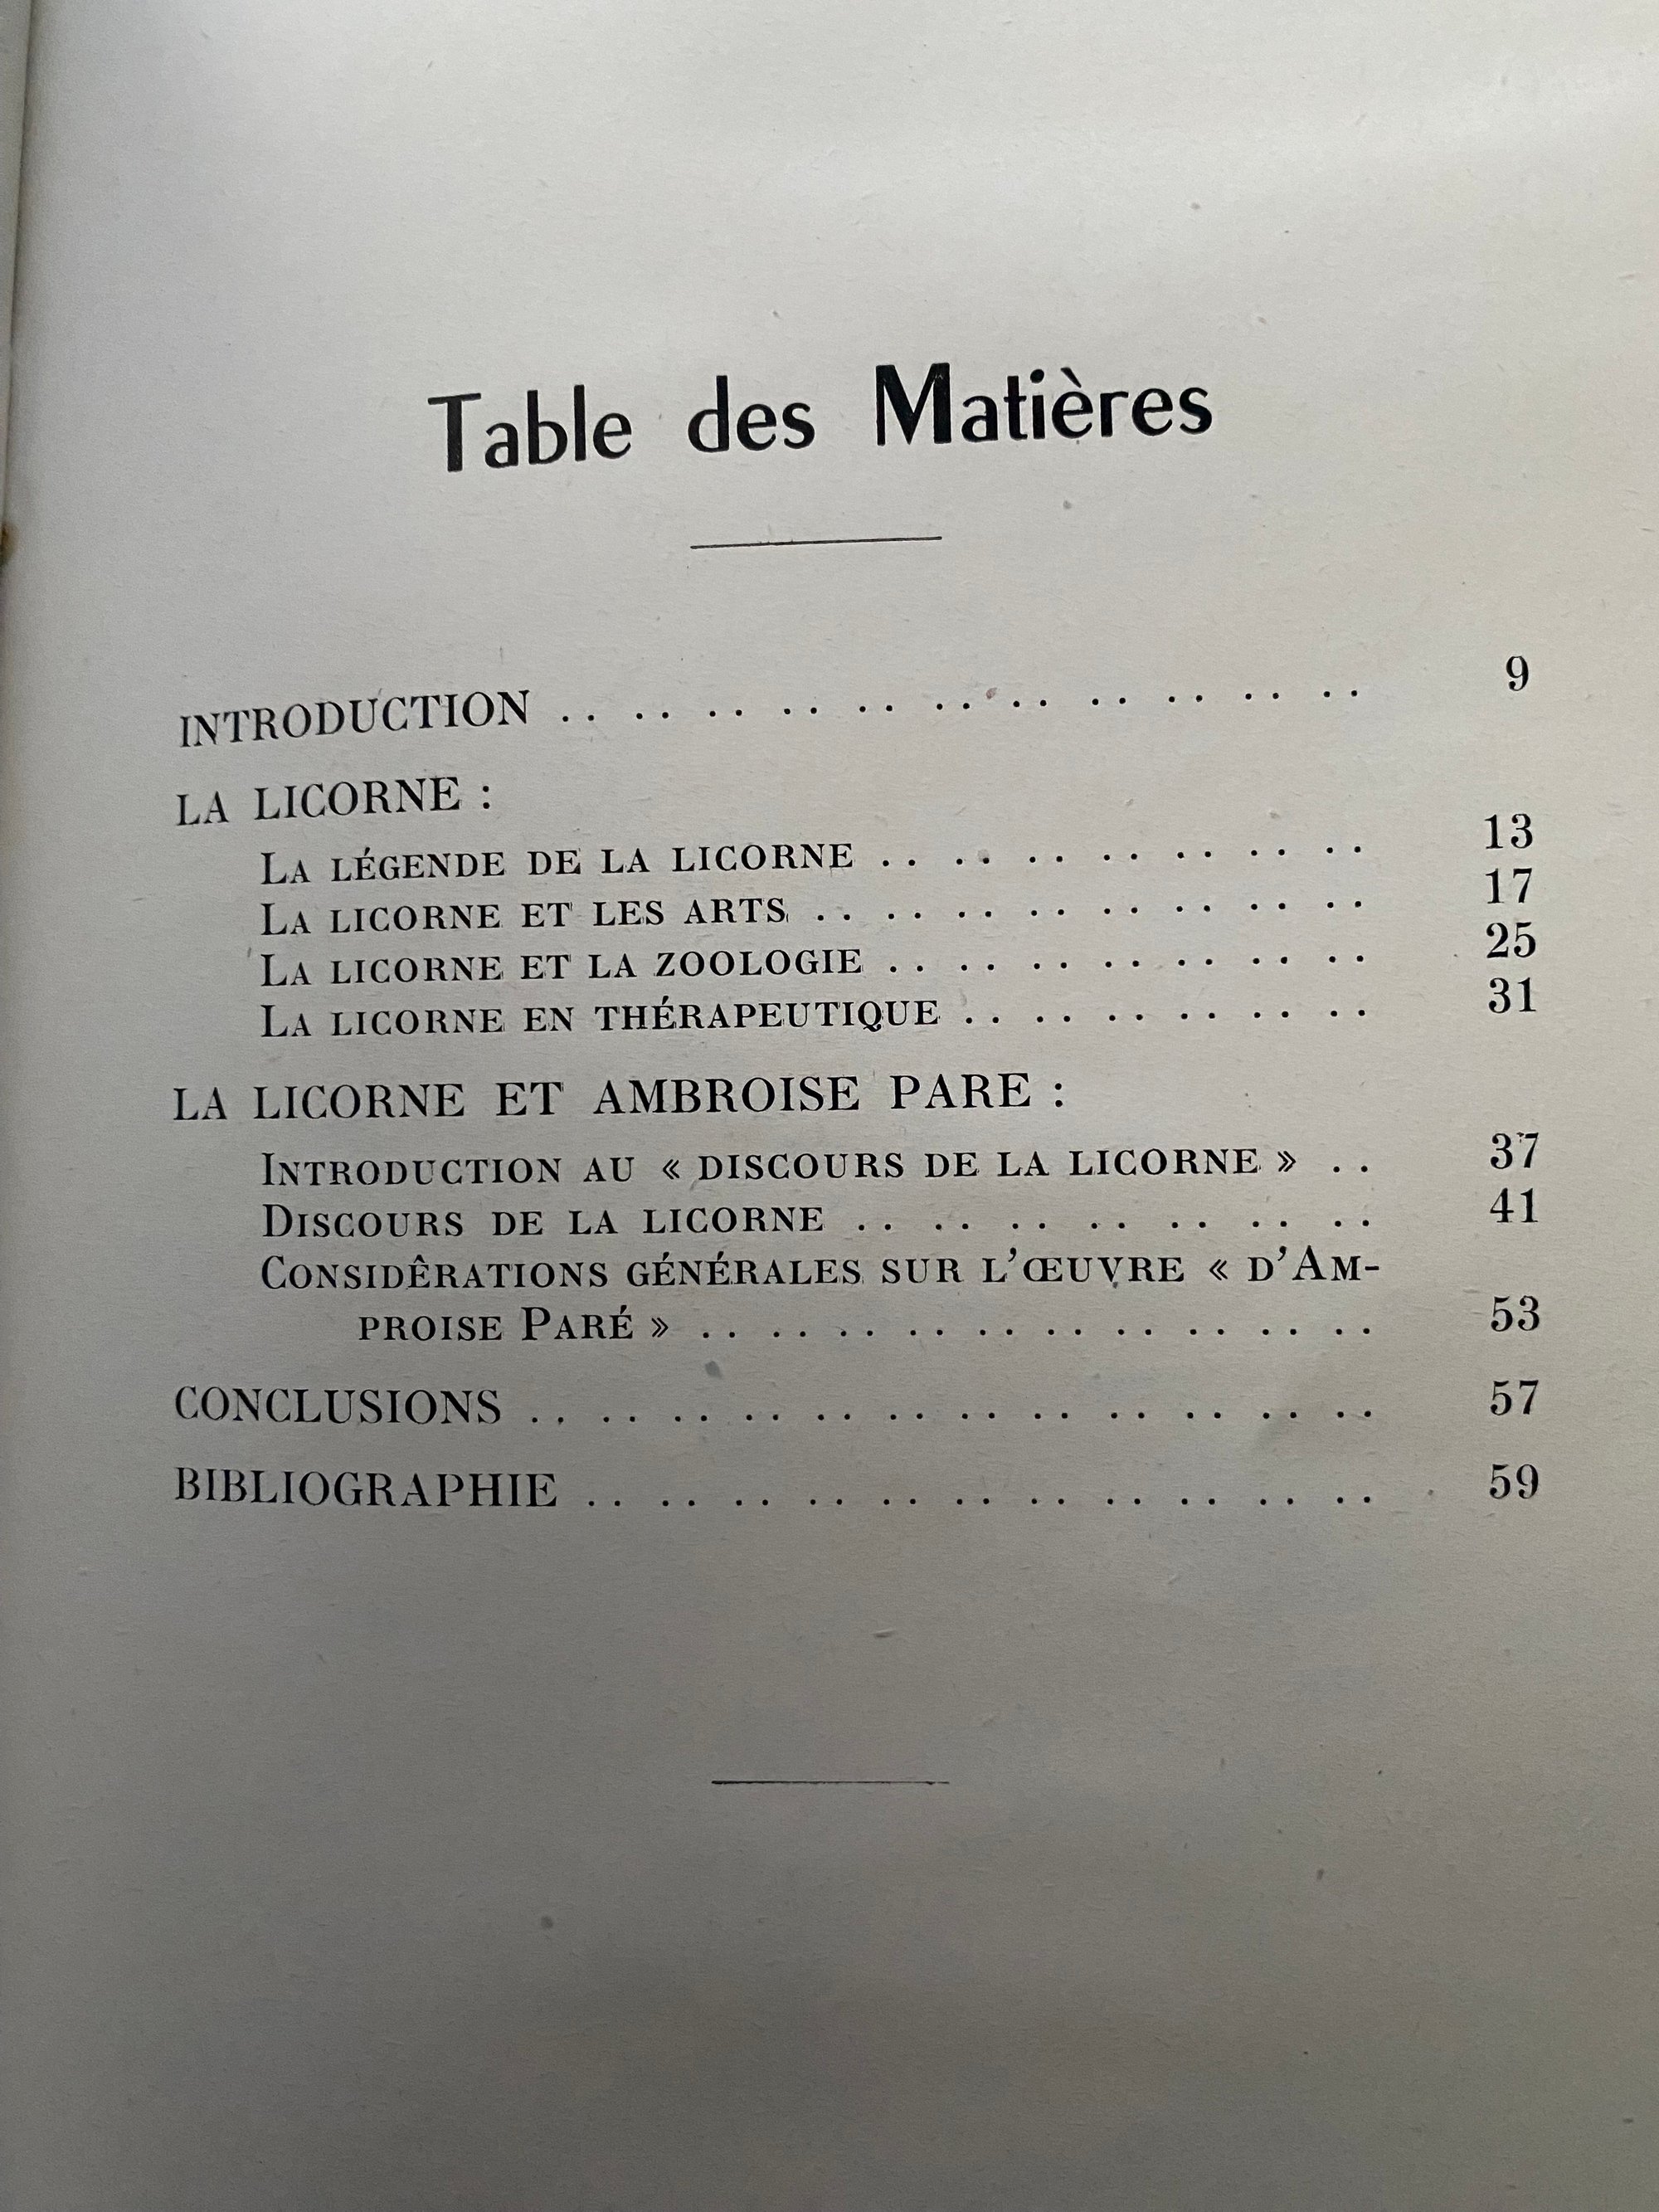 Table des Matières
INTRODUCTION .. .. .. .. .. .. .. .. .. .. .. 9
LA LICORNE :
LA LÉGENDE DE LA LICORNE .. .. .. .. .. .. .. 13
LA LICORNE ET LES ARTS .. .. .. .. .. .. .. .. 17
LA LICORNE ET LA ZOOLOGIE .. .. .. .. .. .. .. 25
LA LICORNE EN THÉRAPEUTIQUE .. .. .. .. .. .. 31
LA LICORNE ET AMBROISE PARE :
INTRODUCTION AU « DISCOURS DE LA LICORNE » .. 37
DISCOURS DE LA LICORNE .. .. .. .. .. .. .. 41
CONSIDÊRATIONS GÉNÉRALES SUR L'ŒUVRE « D'AM-
PROISE PARÉ » .. .. .. .. .. .. .. .. .. .. 53
CONCLUSIONS .. .. .. .. .. .. .. .. .. .. .. .. 57
BIBLIOGRAPHIE .. .. .. .. .. .. .. .. .. .. .. 59